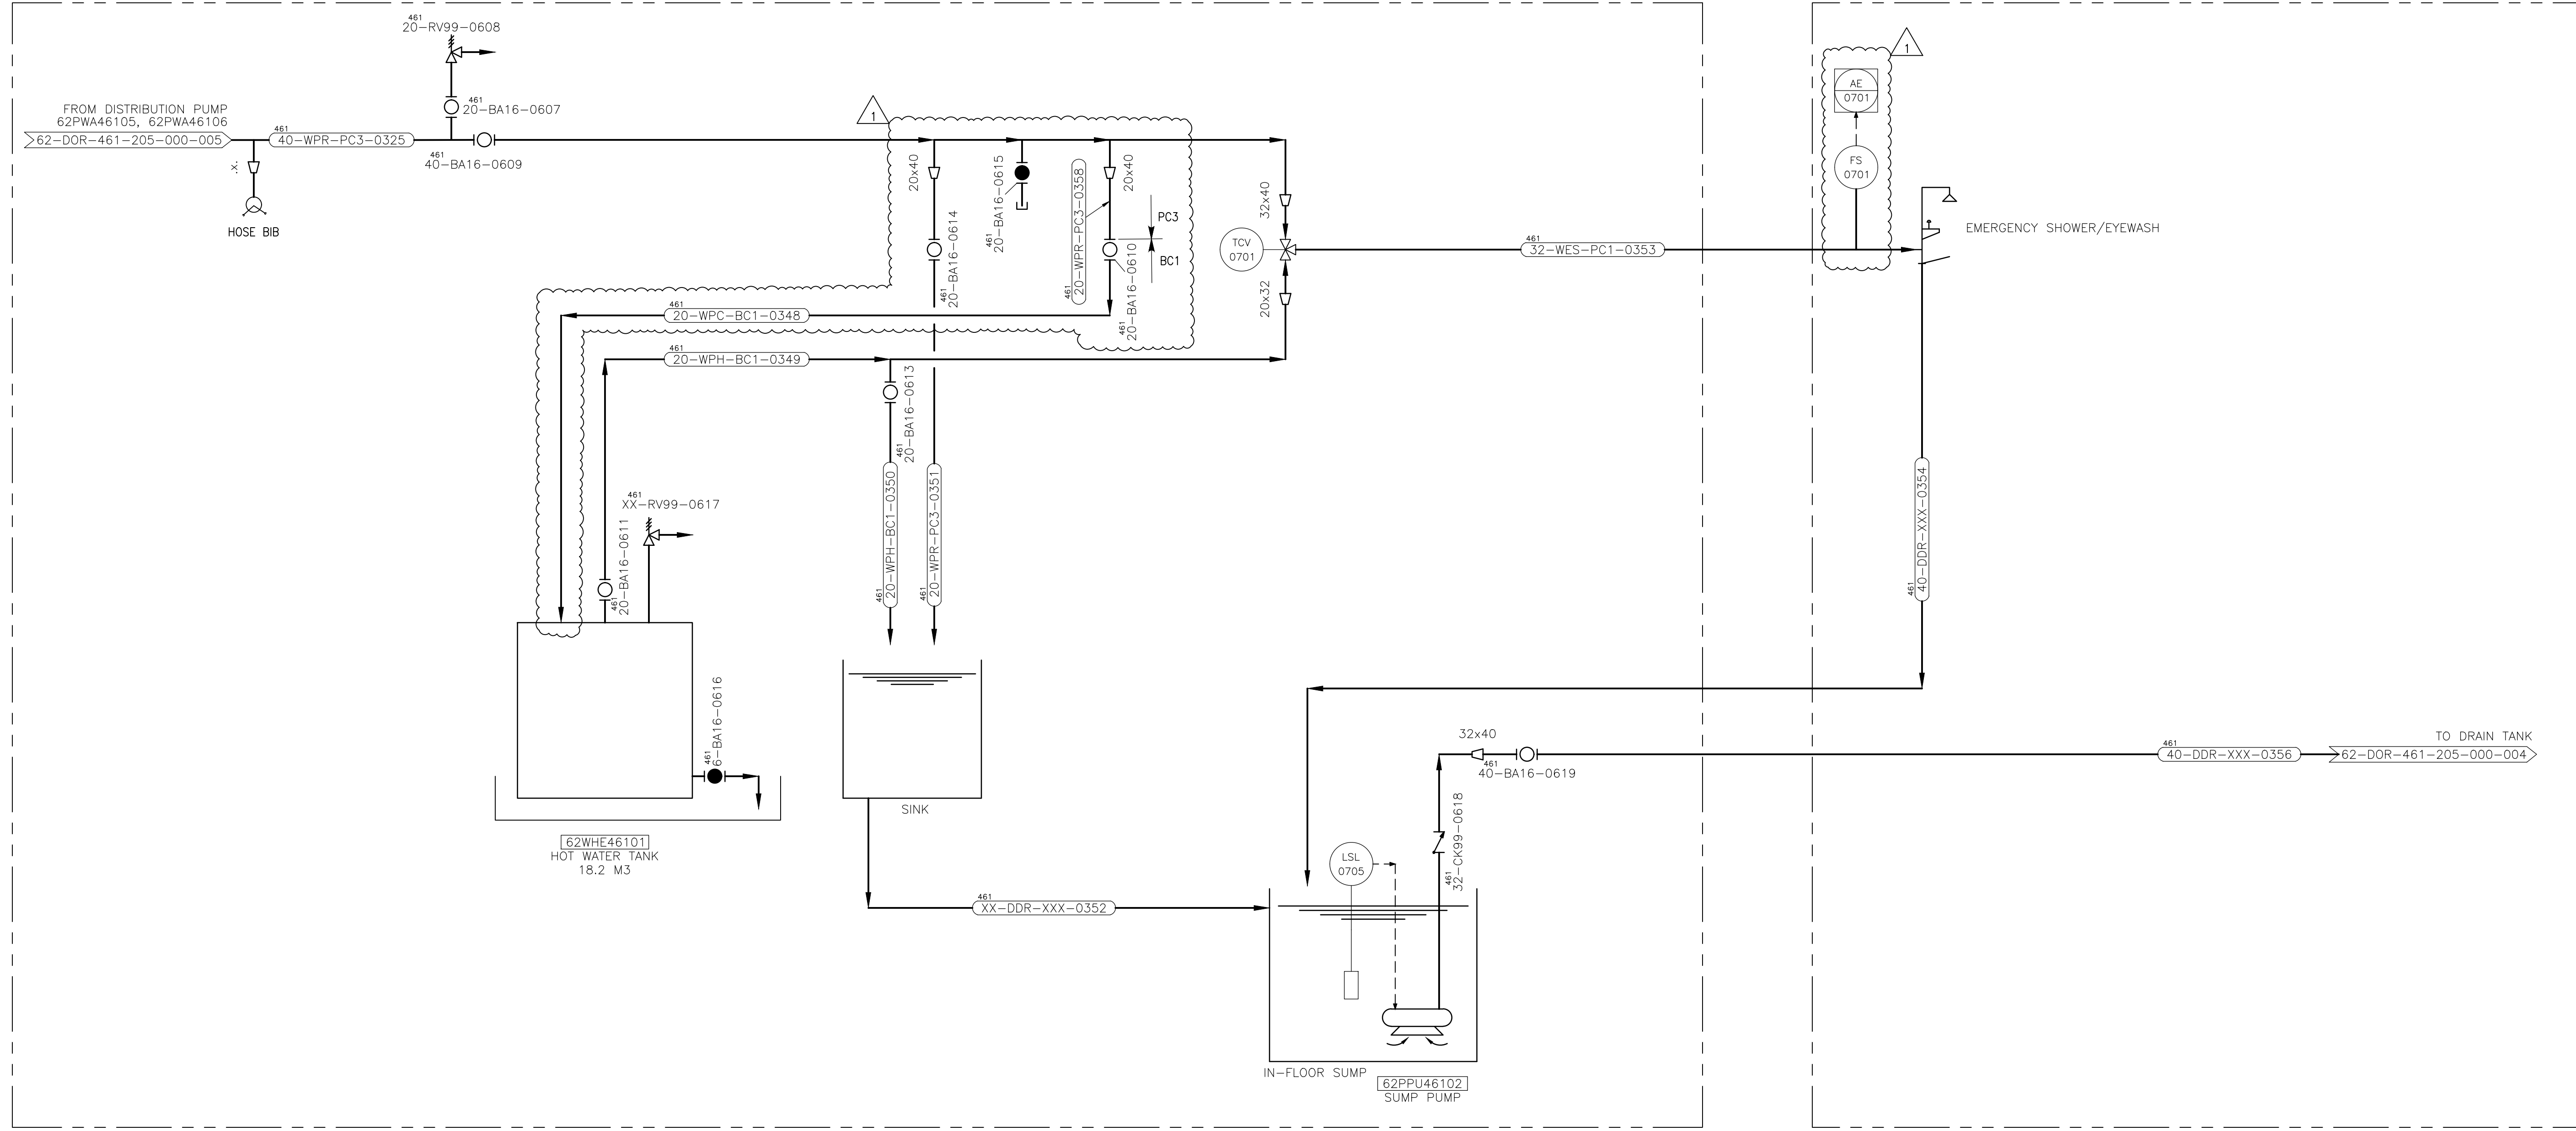 461
20-RV99-0608
461
20-BA16-0607
FROM DISTRIBUTION PUMP
62PWA46105, 62PWA46106
62-DOR-461-205-000-005
461
40-WPR-PC3-0325
461
40-BA16-0609
.x.
HOSE BIB
1
20x40
461
20-BA16-0614
461
20-BA16-0615
461
20-WPR-PC3-0358
20x40
PC3
BC1
461
20-BA16-0610
32x40
TCV
0701
20x32
461
32-WES-PC1-0353
1
AE
0701
FS
0701
EMERGENCY SHOWER/EYEWASH
461
20-WPC-BC1-0348
461
20-WPH-BC1-0349
461
20-BA16-0613
461
20-WPH-BC1-0350
461
20-WPR-PC3-0351
461
40-DDR-XXX-0354
461
XX-RV99-0617
461
20-BA16-0611
461
6-BA16-0616
62WHE46101
HOT WATER TANK
18.2 M3
SINK
461
XX-DDR-XXX-0352
32x40
461
40-BA16-0619
461
32-CK99-0618
LSL
0705
461
40-DDR-XXX-0356
TO DRAIN TANK
62-DOR-461-205-000-004
IN-FLOOR SUMP
62PPU46102
SUMP PUMP